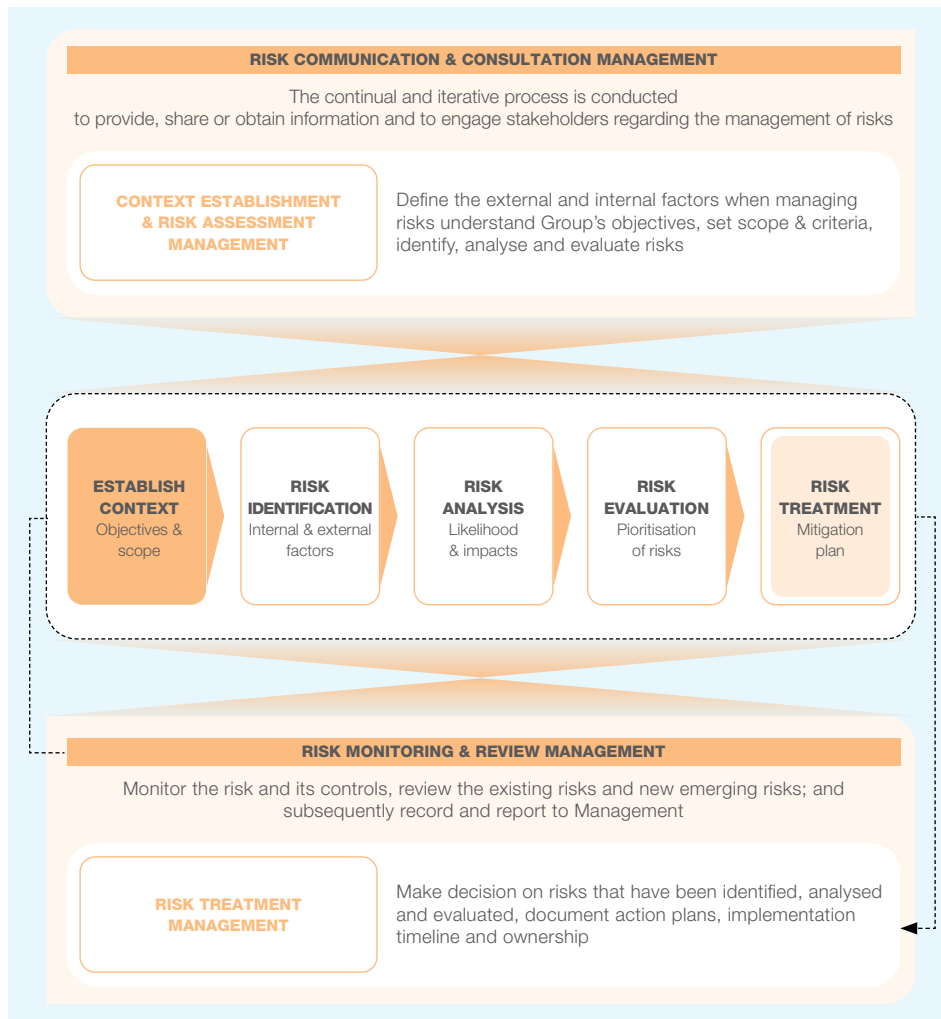 RISK COMMUNICATION & CONSULTATION MANAGEMENT
The continual and iterative process is conducted
to provide, share or obtain information and to engage stakeholders regarding the management of risks
CONTEXT ESTABLISHMENT
& RISK ASSESSMENT
MANAGEMENT
Define the external and internal factors when managing
risks understand Group's objectives, set scope & criteria,
identify, analyse and evaluate risks
ESTABLISH
CONTEXT
Objectives &
scope
RISK
IDENTIFICATION
Internal & external
factors
RISK
ANALYSIS
Likelihood
& impacts
RISK
EVALUATION
Pioritisation
of risks
RISK
TREATMENT
Mitigation
plan
RISK MONITORING & REVIEW MANAGEMENT
Monitor the risk and its controls, review the existing risks and new emerging risks; and
subsequently record and report to Management
RISK TREATMENT
MANAGEMENT
Make decision on risks that have been identified, analysed
and evaluated, document action plans, implementation
timeline and ownership